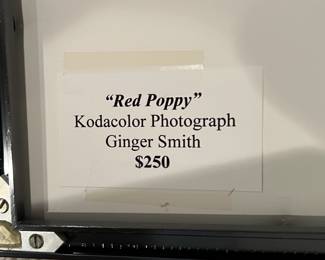 “Red Poppy”
Kodacolor Photograph
Ginger Smith
$250